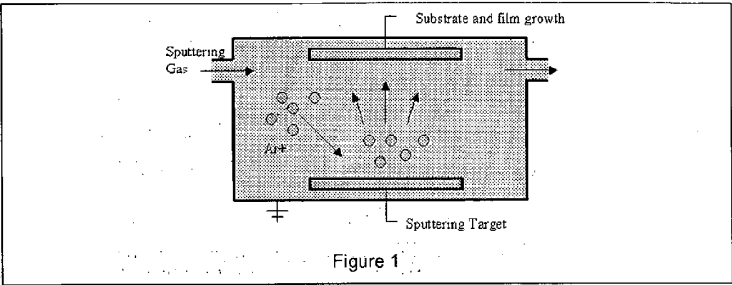 Substrate and film growth
Sputtering
Gas
Ar+
Sputtering Target
Figure 1